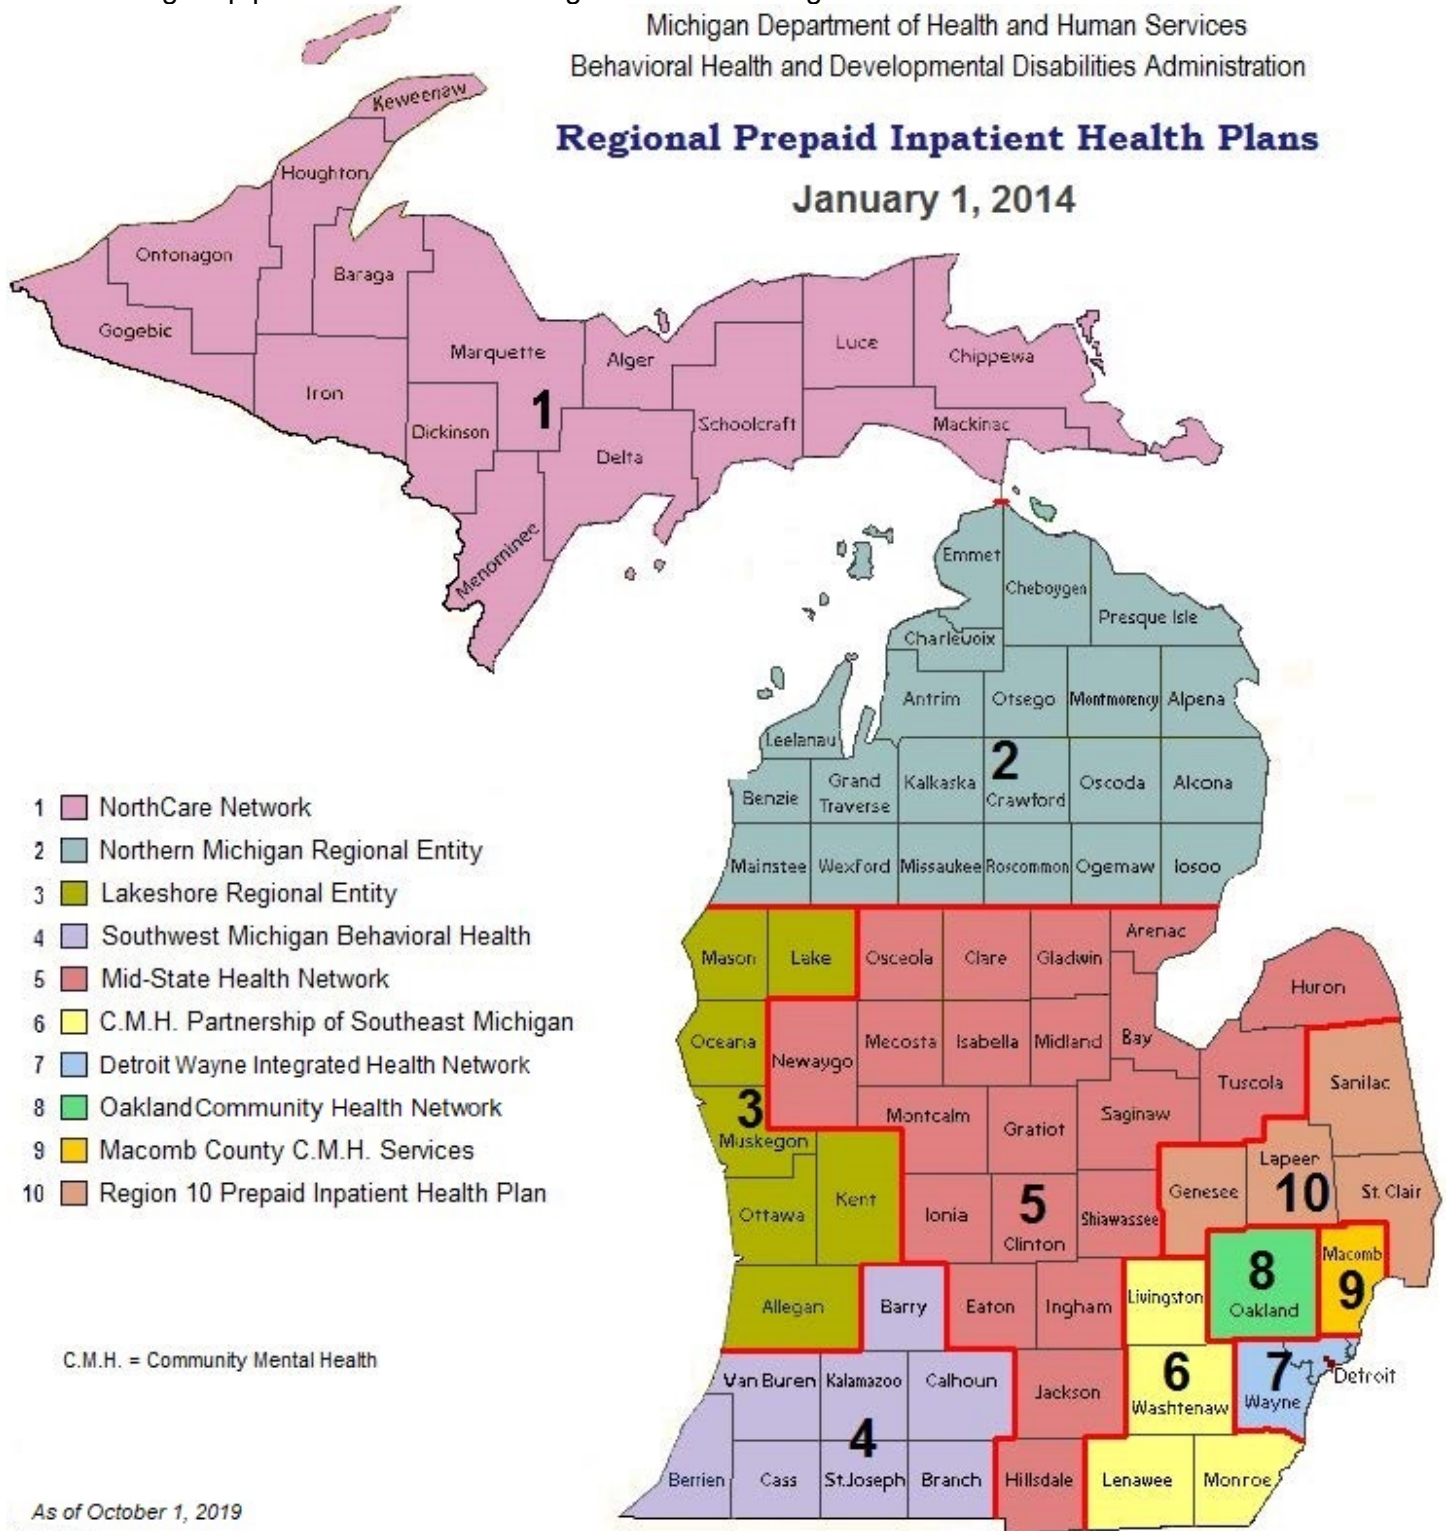 Michigan Department of Health and Human Services
Behavioral Health and Developmental Disabilities Administration
Regional Prepaid Inpatient Health Plans
January 1, 2014
Keweenaw
Houghton
Ontonagon
Baraga
Gogebic
Marquette
Alger
Luce
Chippewa
Iron
1
Dickinson
Schoolcraft
Mackinac
Delta
Menominee
Emmet
Cheboygen
Presque Isle
Charlevoix
Antrim
Otsego
Montmorency
Alpena
Leelanau
2
Benzie
Grand
Traverse
Kalkaska
Crawford
Oscoda
Alcona
Mainstee
Wexford
Missaukee
Roscommon
Ogemaw
Iosoo
1 NorthCare Network
2 Northern Michigan Regional Entity
3 Lakeshore Regional Entity
4 Southwest Michigan Behavioral Health
5 Mid-State Health Network
6 C.M.H. Partnership of Southeast Michigan
7 Detroit Wayne Integrated Health Network
8 Oakland Community Health Network
9 Macomb County C.M.H. Services
10 Region 10 Prepaid Inpatient Health Plan
Mason
Lake
Osceola
Clare
Gladwin
Arenac
Huron
Oceana
Newaygo
Mecosta
Isabella
Midland
Bay
Tuscola
Sanilac
3
Muskegon
Montcalm
Gratiot
Saginaw
Lapeer
10
Genesee
St. Clair
Ottawa
Kent
Ionia
5
Clinton
Shiawassee
8
Oakland
Macomb
9
Allegan
Barry
Eaton
Ingham
Livingston
Van Buren
Kalamazoo
Calhoun
Jackson
6
Washtenaw
7
Wayne
Detroit
4
Berrien
Cass
St.Joseph
Branch
Hillsdale
Lenawee
Monroe
C.M.H. = Community Mental Health
As of October 1, 2019